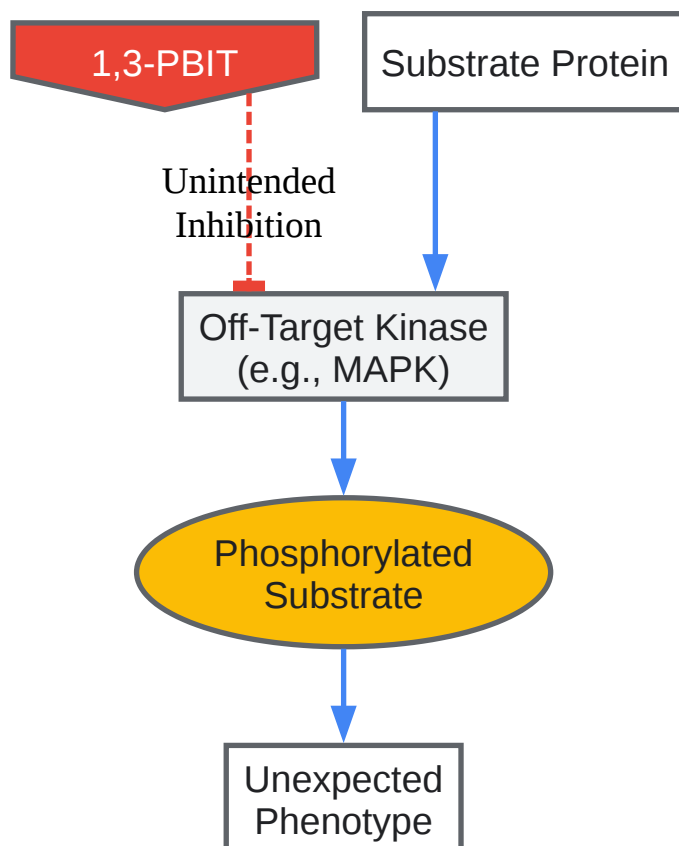 1,3-PBIT
Substrate Protein
Unintended
Inhibition
Off-Target Kinase
(e.g., MAPK)
Phosphorylated
Substrate
Unexpected
Phenotype